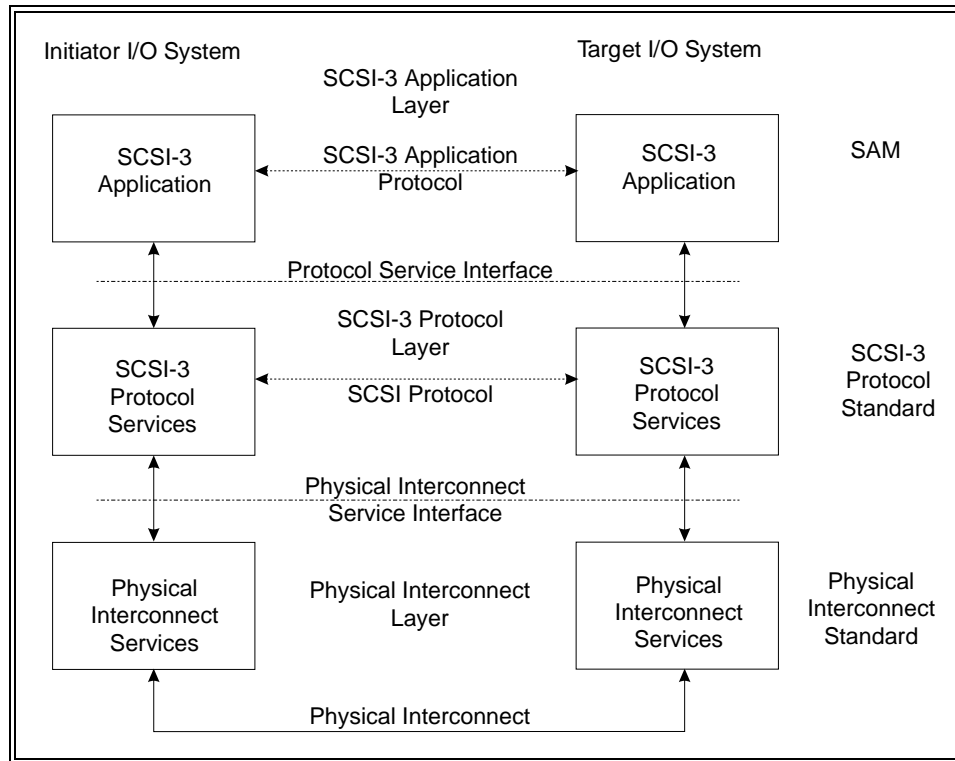 Initiator I/O System
Target I/O System
SCSI-3 Application
Layer
SCSI-3
Application
SCSI-3 Application
Protocol
SCSI-3
Application
SAM
Protocol Service Interface
SCSI-3 Protocol
Layer
SCSI-3
Protocol
Services
SCSI Protocol
SCSI-3
Protocol
Services
SCSI-3
Protocol
Standard
Physical Interconnect
Service Interface
Physical
Interconnect
Services
Physical Interconnect
Layer
Physical
Interconnect
Services
Physical
Interconnect
Standard
Physical Interconnect